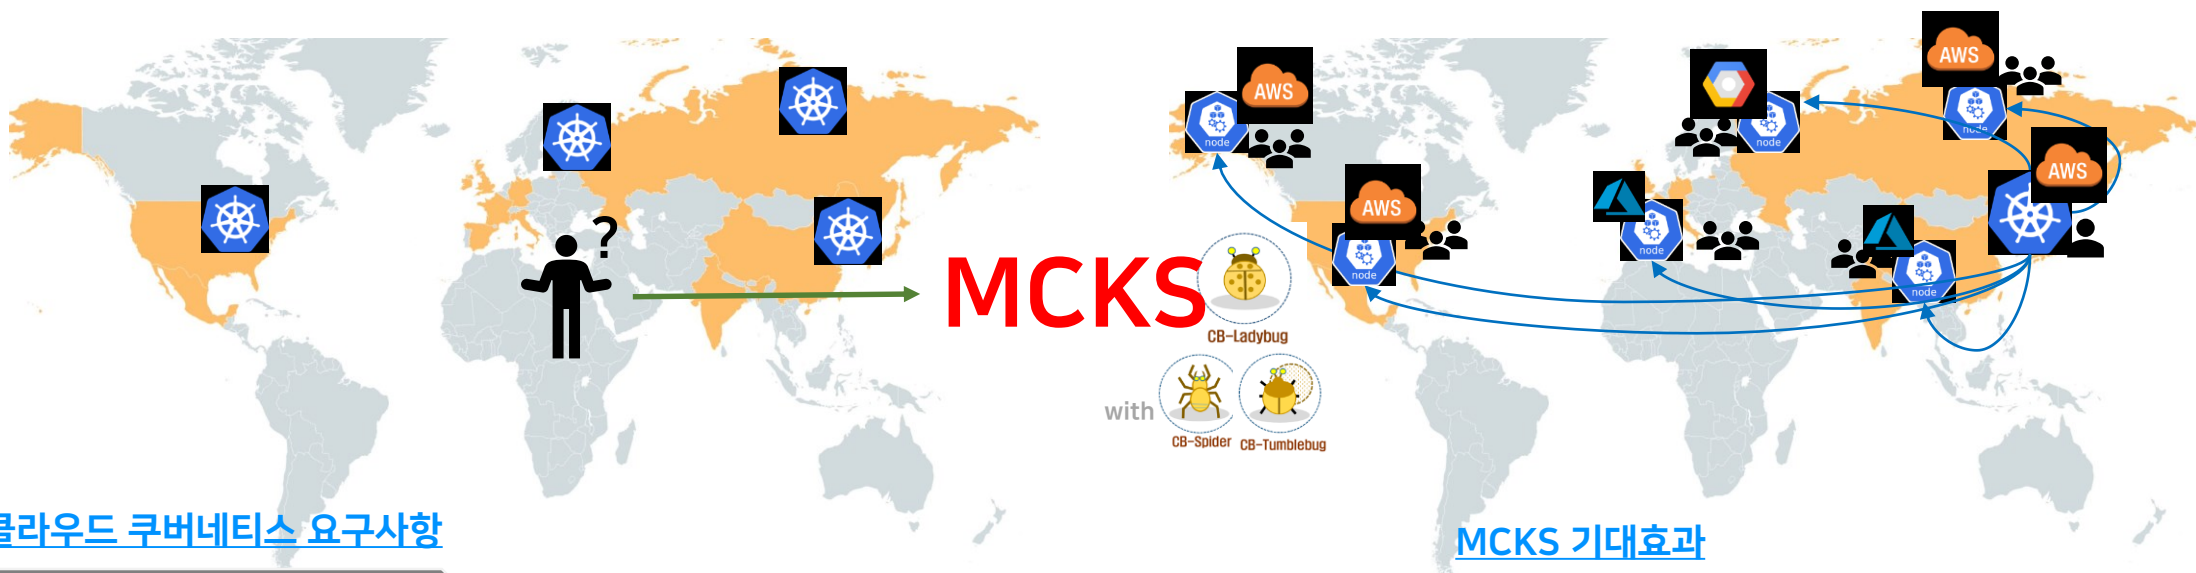 AWS
AWS
AWS
AWS
node
node
node
node
node
node
?
MCKS
CB-Ladybug
with
CB-Spider
CB-Tumblebug
클라우드 쿠버네티스 요구사항
MCKS 기대효과